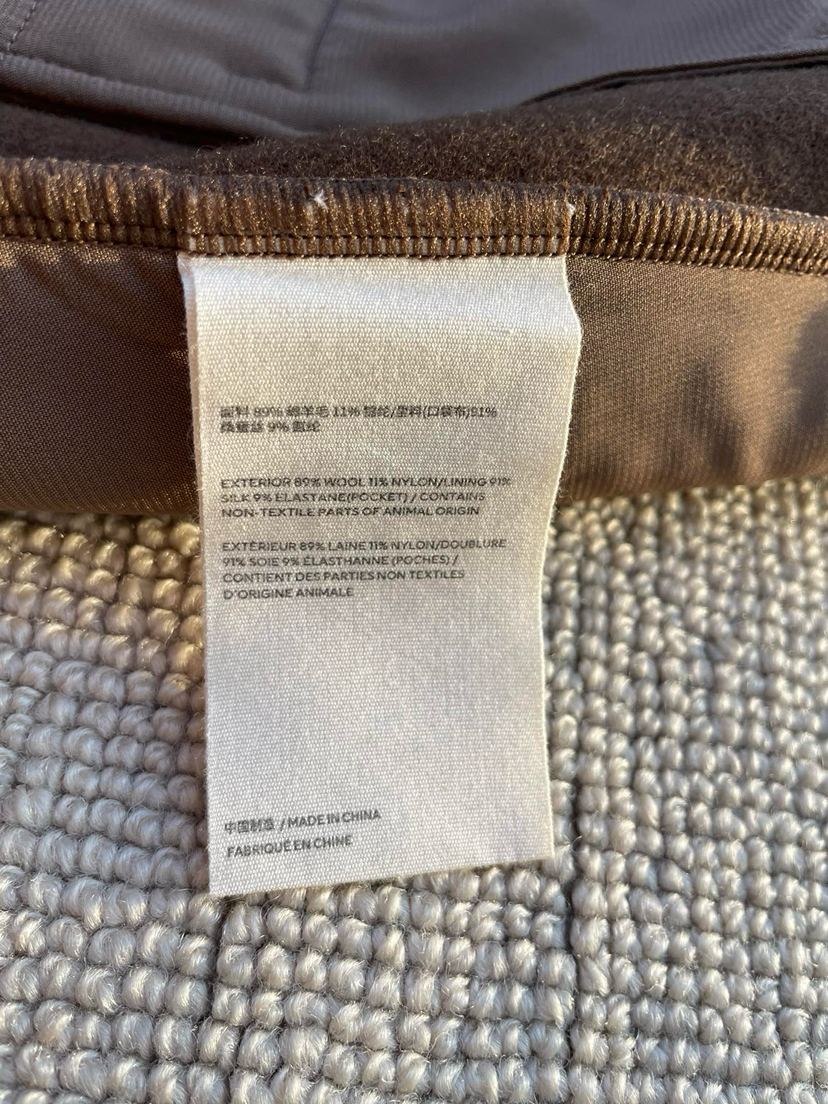 面料 89% 绵羊毛 11% 锦纶/里料(口袋布)91%
桑蚕丝 9% 氨纶
EXTERIOR 89% WOOL 11% NYLON/LINING 91%
SILK 9% ELASTANE(POCKET) / CONTAINS
NON-TEXTILE PARTS OF ANIMAL ORIGIN
EXTÉRIEUR 89% LAINE 11% NYLON/DOUBLURE
91% SOIE 9% ÉLASTHANNE (POCHES) /
CONTIENT DES PARTIES NON TEXTILES
D'ORIGINE ANIMALE
中国制造 / MADE IN CHINA
FABRIQUÉ EN CHINE